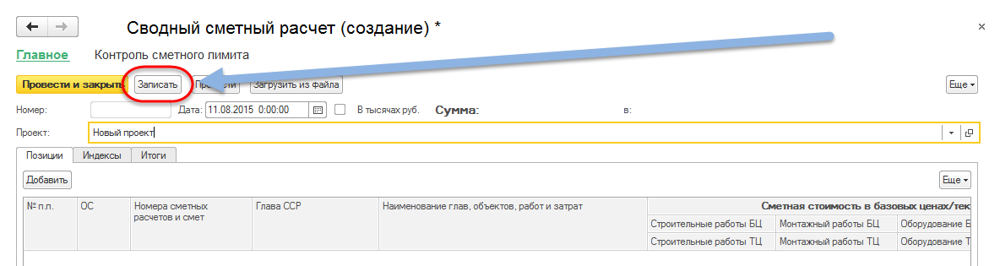 Сводный сметный расчет (создание) *
Главное Контроль сметного лимита
Провести и закрыть Записать Провести Загрузить из файла Еще
Номер: Дата: 11.08.2015 0:00:00 В тысячах руб. Сумма: в:
Проект: Новый проект
Позиции Индексы Итоги
Добавить Еще
№ п.п. ОС Номера сметных Глава ССР Наименование глав, объектов, работ и затрат Сметная стоимость в базовых ценах/тек
расчетов и смет Строительные работы БЦ Монтажный работы БЦ Оборудование Б
Строительные работы ТЦ Монтажный работы ТЦ Оборудование Т